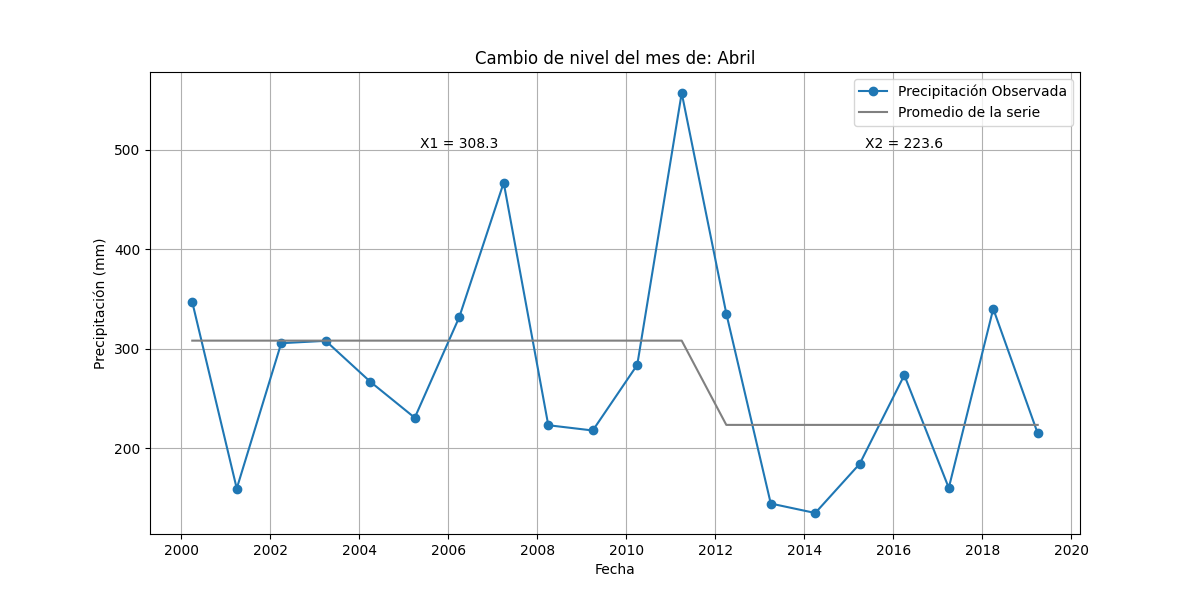 Cambio de nivel del mes de: Abril
Precipitación Observada
Promedio de la serie
X1 = 308.3
X2 = 223.6
500
400
300
200
Precipitación (mm)
2000 2002 2004 2006 2008 2010 2012 2014 2016 2018 2020
Fecha